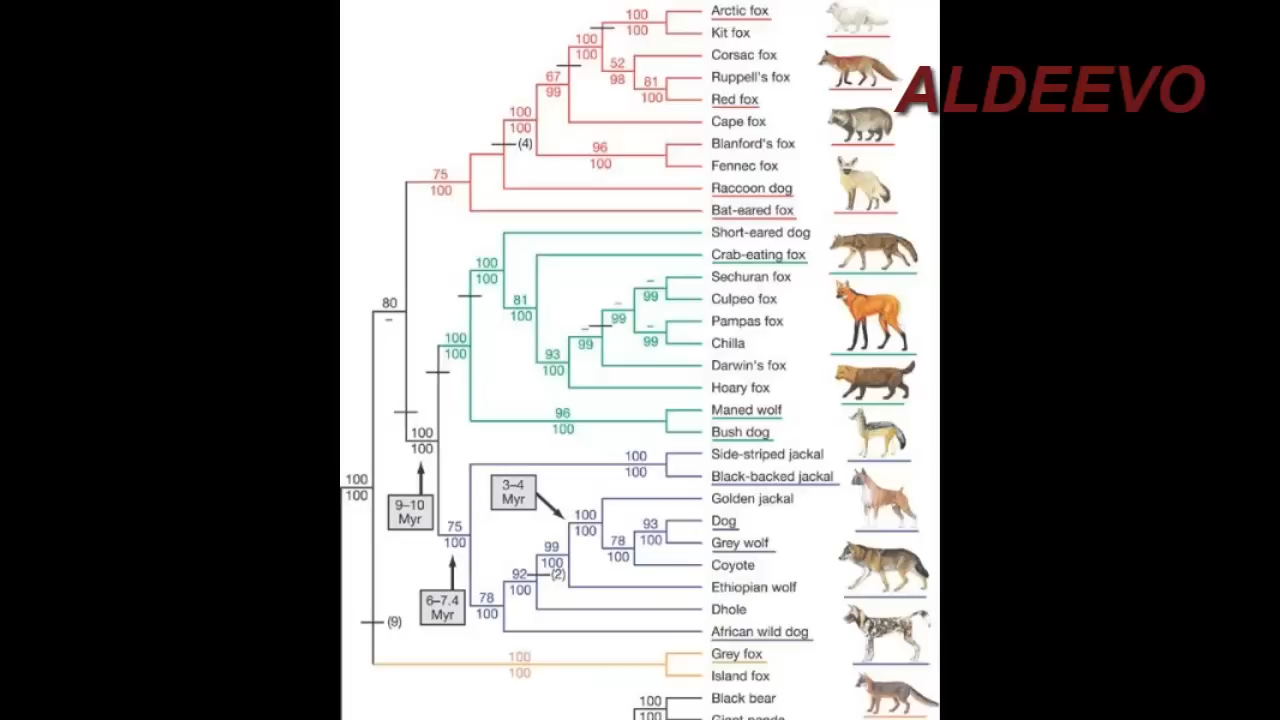 Arctic fox
Kit fox
Corsac fox
Ruppell's fox
Red fox
Cape fox
Blanford's fox
Fennec fox
Raccoon dog
Bat-eared fox
Short-eared dog
Crab-eating fox
Sechuran fox
Culpeo fox
Pampas fox
Chilla
Darwin's fox
Hoary fox
Maned wolf
Bush dog
Side-striped jackal
Black-backed jackal
Golden jackal
Dog
Grey wolf
Coyote
Ethiopian wolf
Dhole
African wild dog
Grey fox
Island fox
Black bear
Giant panda
ALDEEVO
100
100
100
100
52
98
81
100
67
99
100
100
(4)
96
100
75
100
80
–
100
100
81
100
–
99
–
99
–
99
–
99
93
100
100
100
96
100
100
100
100
100
9–10
Myr
75
100
6–7.4
Myr
100
100
3–4
Myr
100
100
93
100
78
100
99
100
(2)
92
100
78
100
(9)
100
100
100
100